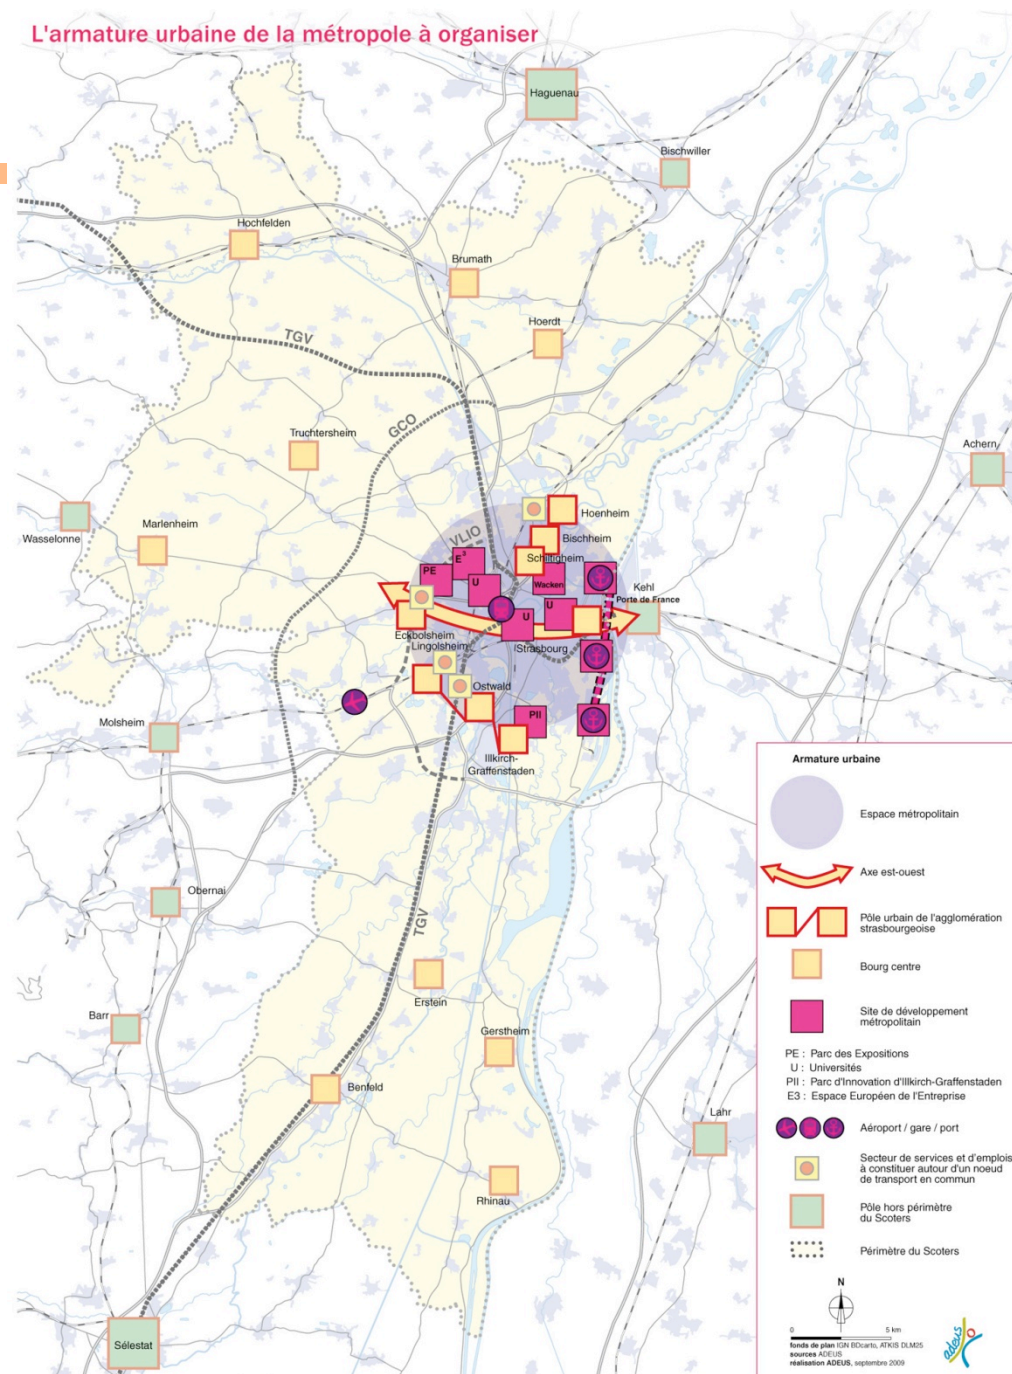 L'armature urbaine de la métropole à organiser
Haguenau
Bischwiller
Hochfelden
Brumath
Hoerdt
TGV
GCO
Truchtersheim
Achern
Wasselonne
Marlenheim
Hoenheim
VLIO
Bischheim
E³
Schiltigheim
PE
U
Wacken
Kehl
Porte de France
U
U
Eckbolsheim
Lingolsheim
Strasbourg
Ostwald
Molsheim
PII
Illkirch-
Graffenstaden
Obernai
TGV
Erstein
Barr
Gerstheim
Benfeld
Lahr
Rhinau
Sélestat
Armature urbaine
Espace métropolitain
Axe est-ouest
Pôle urbain de l'agglomération
strasbourgeoise
Bourg centre
Site de développement
métropolitain
PE : Parc des Expositions
U : Universités
PII : Parc d'Innovation d'Illkirch-Graffenstaden
E3 : Espace Européen de l'Entreprise
Aéroport / gare / port
Secteur de services et d'emplois
à constituer autour d'un noeud
de transport en commun
Pôle hors périmètre
du Scoters
Périmètre du Scoters
N
0 5 km
fonds de plan IGN BDcarto, ATKIS DLM25
sources ADEUS
réalisation ADEUS, septembre 2009
adeus